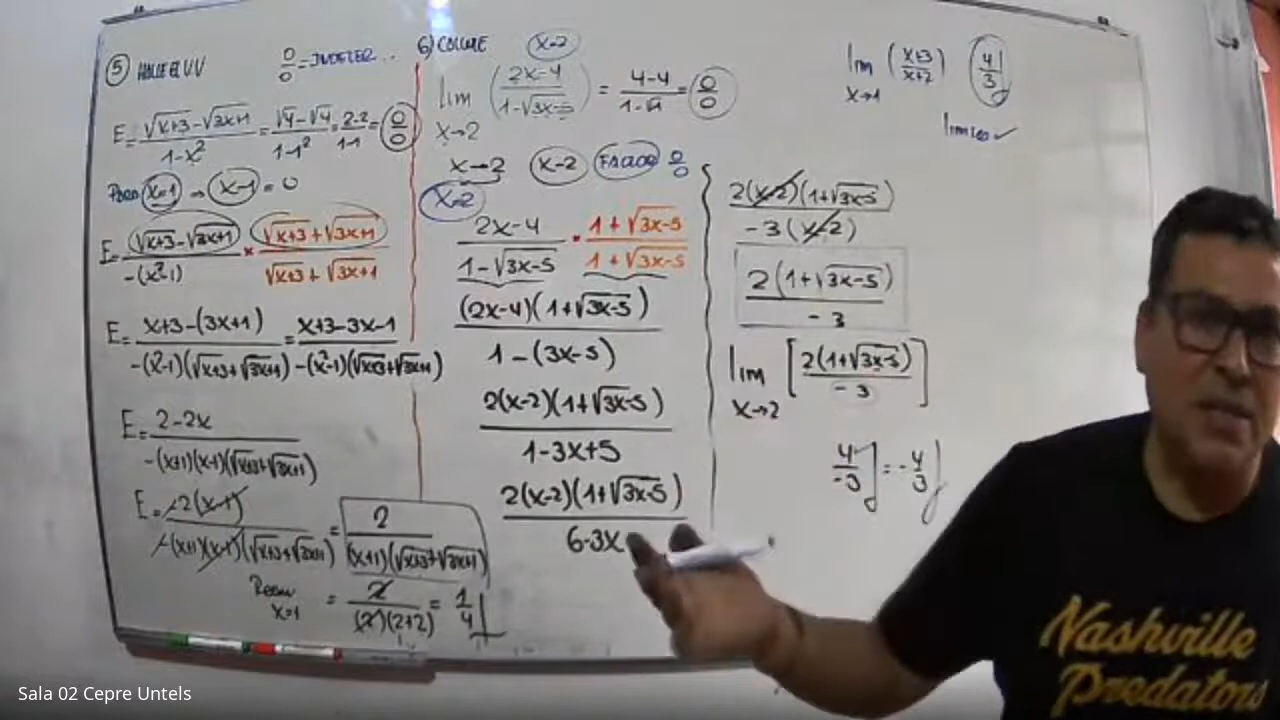 5 HALLE EL V.V
0/0 = INDETER...
E = (√x+3 - √3x+1)/(1-x²) = (√4 - √4)/(1-1²) = (2-2)/(1-1) = 0/0
Para x=1 → x-1 = 0
E = (√x+3 - √3x+1)/(-(x²-1)) × (√x+3 + √3x+1)/(√x+3 + √3x+1)
E = (x+3-(3x+1))/(-(x²-1)(√x+3+√3x+1)) = (x+3-3x-1)/(-(x²-1)(√x+3+√3x+1))
E = (2-2x)/(-(x+1)(x-1)(√x+3+√3x+1))
E = (-2(x-1))/(-(x+1)(x-1)(√x+3+√3x+1)) = 2/((x+1)(√x+3+√3x+1))
x=1 = 2/((2)(2+2)) = 1/4
6) CALCULE x=2
lim x→2 ((2x-4)/(1-√3x-5)) = (4-4)/(1-√1) = 0/0
x→2 x-2 0/0
x=2
(2x-4)/(1-√3x-5) · (1+√3x-5)/(1+√3x-5)
(2x-4)(1+√3x-5)/(1-(3x-5))
2(x-2)(1+√3x-5)/(1-3x+5)
2(x-2)(1+√3x-5)/(6-3x)
2(x-2)(1+√3x-5)/(-3(x-2))
2(1+√3x-5)/(-3)
lim x→2 [2(1+√3x-5)/(-3)]
4/-3 = -4/3
lim x→1 ((x+3)/(x+2)) 4/3
Nashville
Predators
Sala 02 Cepre Untels